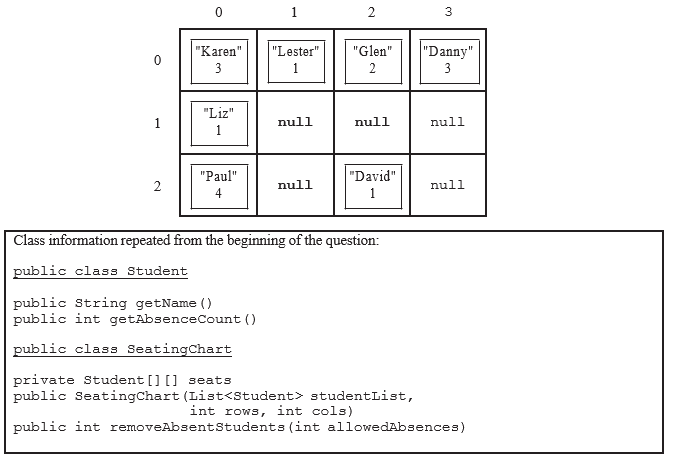 0 1 2 3
0 "Karen" "Lester" "Glen" "Danny"
3 1 2 3
1 "Liz" null null null
1
2 "Paul" null "David" null
4 1
Class information repeated from the beginning of the question:
public class Student
public String getName()
public int getAbsenceCount()
public class SeatingChart
private Student[][] seats
public SeatingChart(List<Student> studentList,
int rows, int cols)
public int removeAbsentStudents(int allowedAbsences)